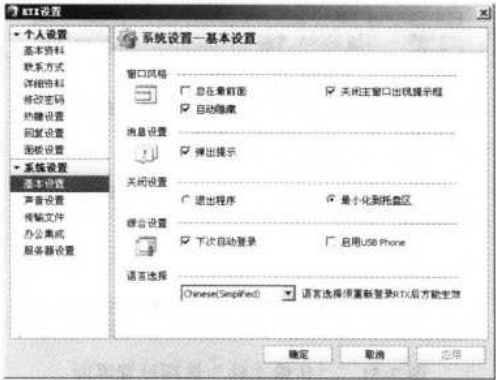 RTX设置
个人设置
基本资料
联系方式
详细资料
修改密码
热键设置
回复设置
面板设置
系统设置
基本设置
声音设置
传输文件
办公集成
服务器设置
系统设置—基本设置
窗口风格
总在最前面
关闭主窗口出现提示框
自动隐藏
消息设置
弹出提示
关闭设置
退出程序
最小化到托盘区
综合设置
下次自动登录
启用USB Phone
语言选择
Chinese(Simplified)
语言选择须重新登录RTX后方能生效
确定
取消
应用